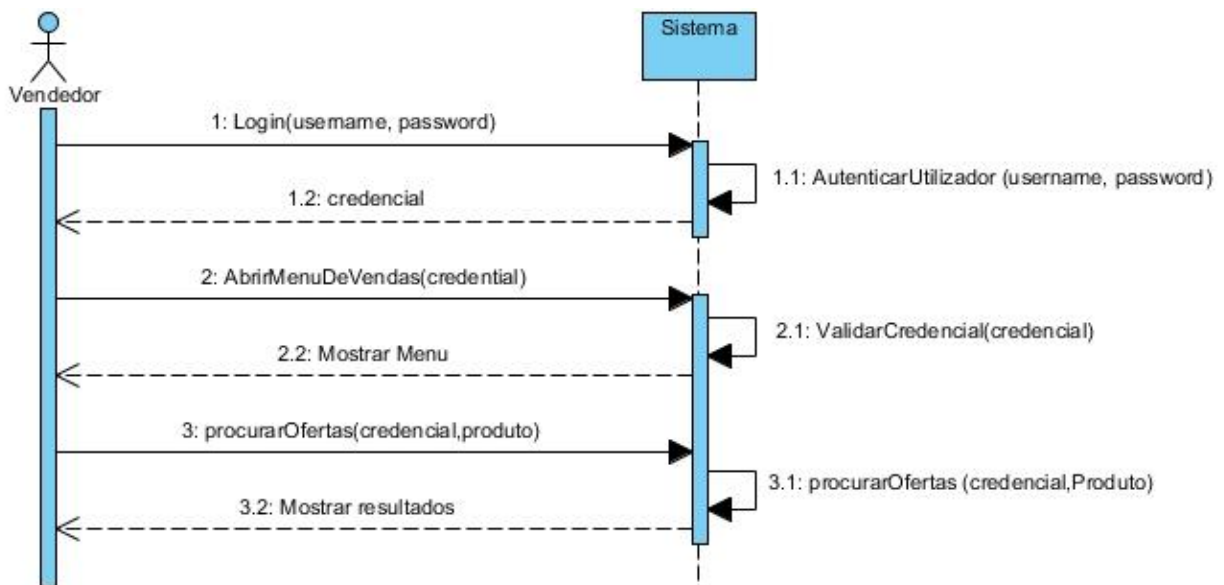 Sistema
Vendedor
1: Login(username, password)
1.1: AutenticarUtilizador (username, password)
1.2: credencial
2: AbrirMenuDeVendas(credential)
2.1: ValidarCredencial(credencial)
2.2: Mostrar Menu
3: procurarOfertas(credencial,produto)
3.1: procurarOfertas (credencial,Produto)
3.2: Mostrar resultados